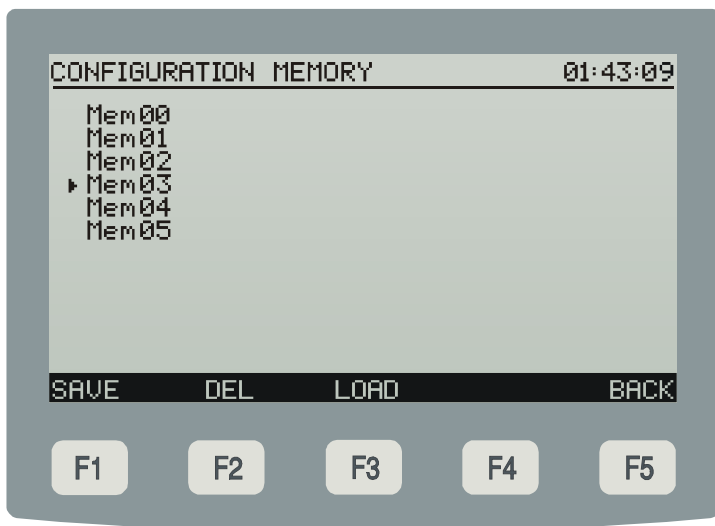 CONFIGURATION MEMORY 01:43:09
Mem00
Mem01
Mem02
Mem03
Mem04
Mem05
SAVE DEL LOAD BACK
F1 F2 F3 F4 F5